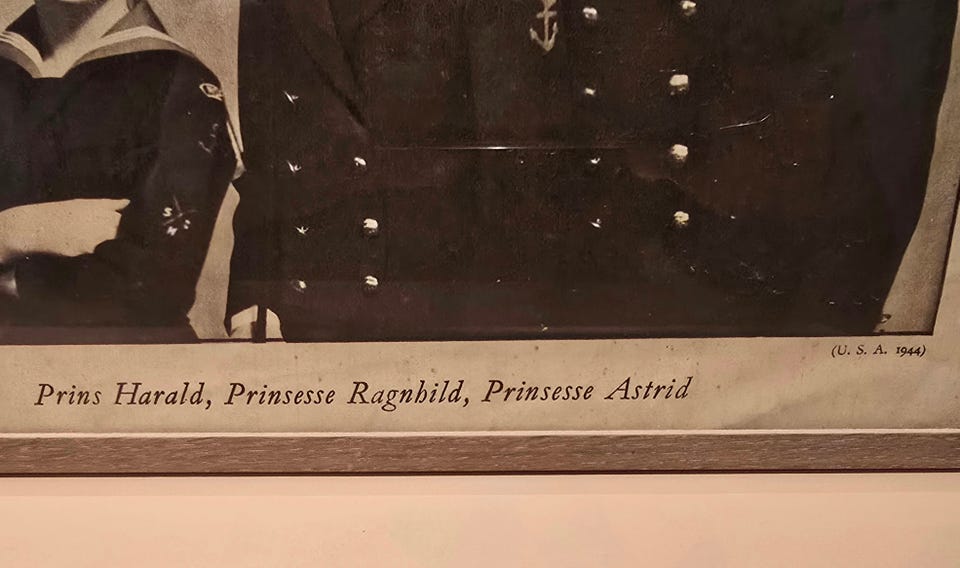 (U. S. A. 1944)
Prins Harald, Prinsesse Ragnhild, Prinsesse Astrid